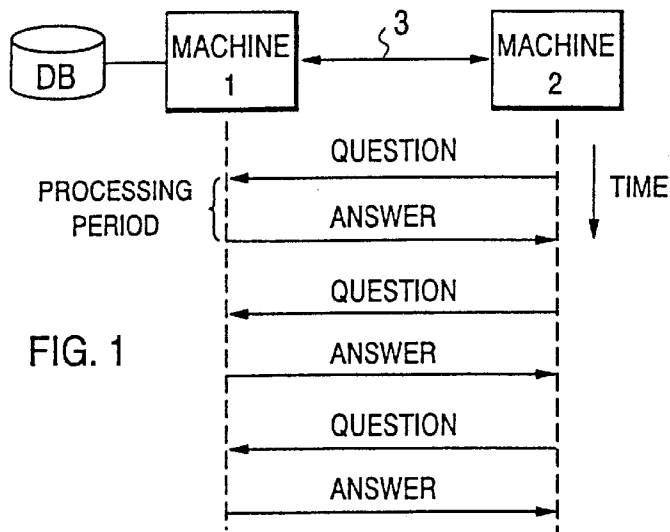 DB
MACHINE
1
3
MACHINE
2
QUESTION
PROCESSING
PERIOD
TIME
ANSWER
QUESTION
FIG. 1
ANSWER
QUESTION
ANSWER